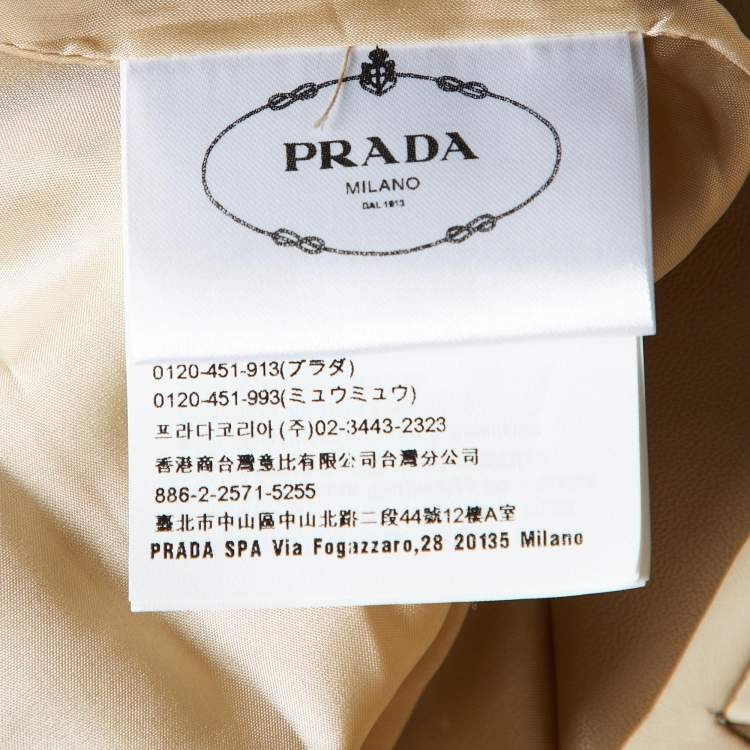 PRADA
MILANO
DAL 1913
0120-451-913(プラダ)
0120-451-993(ミュウミュウ)
프라다코리아(주)02-3443-2323
香港商台灣意比有限公司台灣分公司
886-2-2571-5255
臺北市中山區中山北路二段44號12樓A室
PRADA SPA Via Fogazzaro,28 20135 Milano